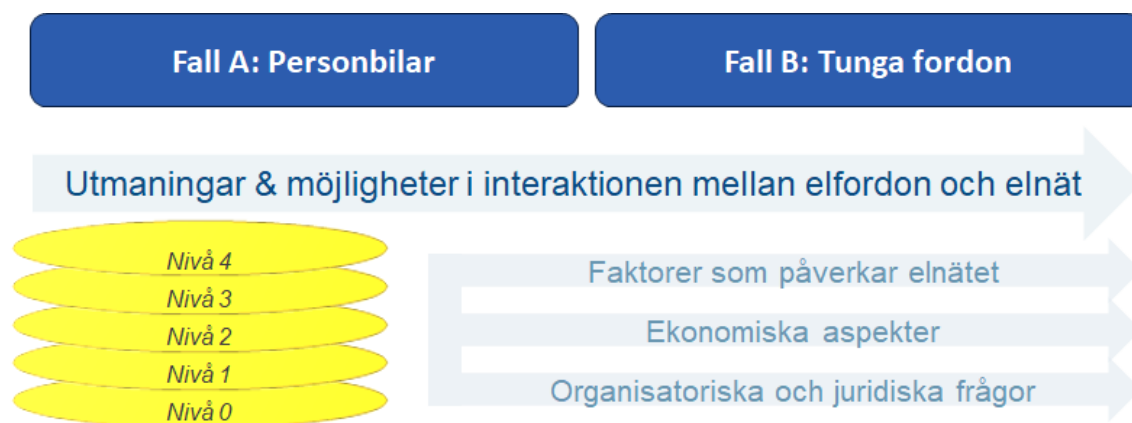 Fall A: Personbilar
Fall B: Tunga fordon
Utmaningar & möjligheter i interaktionen mellan elfordon och elnät
Nivå 4
Nivå 3
Nivå 2
Nivå 1
Nivå 0
Faktorer som påverkar elnätet
Ekonomiska aspekter
Organisatoriska och juridiska frågor